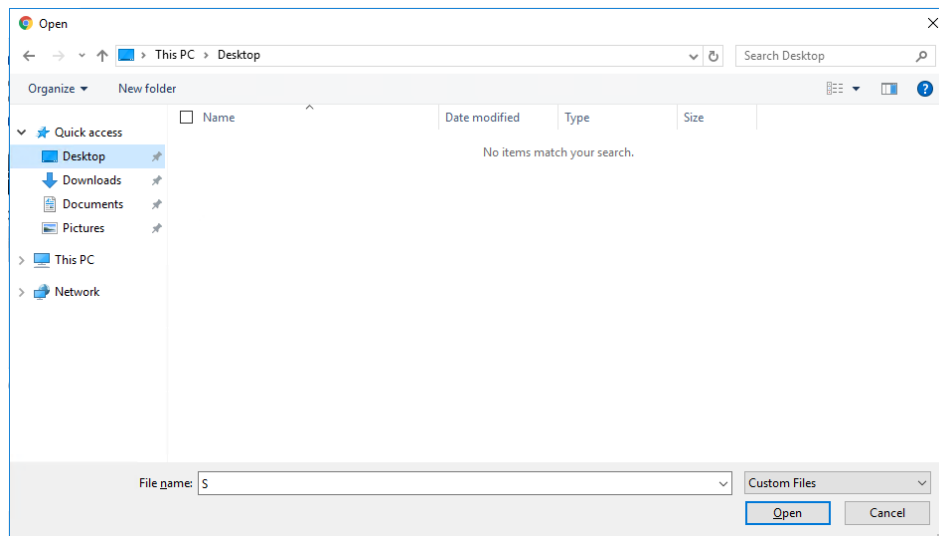 Open
This PC > Desktop
Search Desktop
Organize
New folder
Name
Date modified
Type
Size
No items match your search.
Quick access
Desktop
Downloads
Documents
Pictures
This PC
Network
File name: S
Custom Files
Open
Cancel